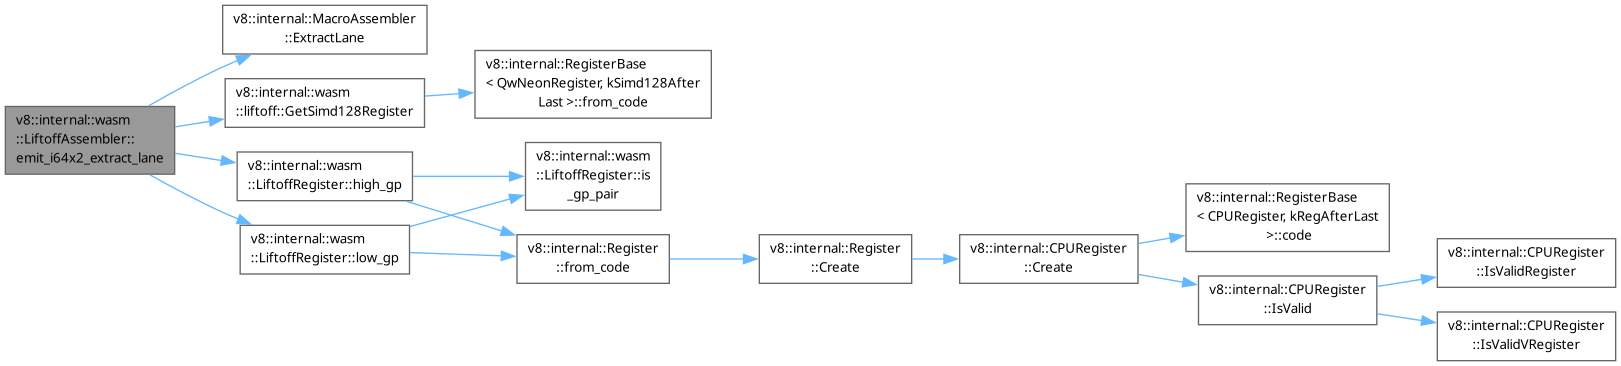 v8::internal::wasm
::LiftoffAssembler::
emit_i64x2_extract_lane
v8::internal::MacroAssembler
::ExtractLane
v8::internal::wasm
::liftoff::GetSimd128Register
v8::internal::RegisterBase
< QwNeonRegister, kSimd128After
Last >::from_code
v8::internal::wasm
::LiftoffRegister::high_gp
v8::internal::wasm
::LiftoffRegister::is
_gp_pair
v8::internal::wasm
::LiftoffRegister::low_gp
v8::internal::Register
::from_code
v8::internal::Register
::Create
v8::internal::CPURegister
::Create
v8::internal::RegisterBase
< CPURegister, kRegAfterLast
>::code
v8::internal::CPURegister
::IsValid
v8::internal::CPURegister
::IsValidRegister
v8::internal::CPURegister
::IsValidVRegister